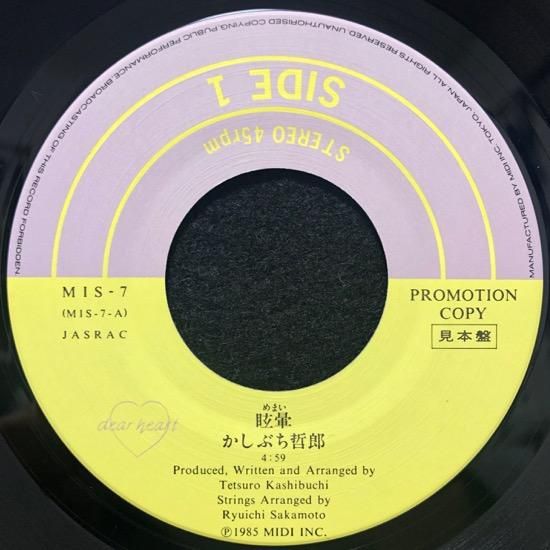 MANUFACTURED BY MIDI INC. TOKYO, JAPAN. ALL RIGHTS RESERVED. UNAUTHORISED COPYING, PUBLIC PERFORMANCE BROADCASTING OF THIS RECORD FORBIDDEN.
SIDE 1
STEREO 45rpm
MIS-7
(MIS-7-A)
JASRAC
PROMOTION
COPY
見本盤
dear heart
めまい
眩暈
かしぶち哲郎
4:59
Produced, Written and Arranged by
Tetsuro Kashibuchi
Strings Arranged by
Ryuichi Sakamoto
Ⓟ1985 MIDI INC.